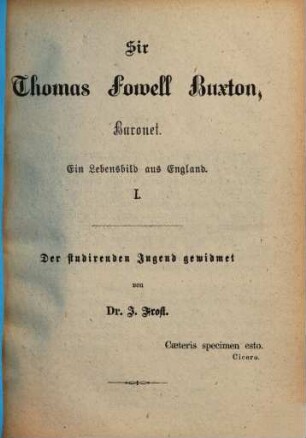 Sir
Thomas Fowell Buxton,
Baronet.
Ein Lebensbild aus England.
I.
Der studirenden Jugend gewidmet
von
Dr. J. Frost.
Cæteris specimen esto.
Cicero.